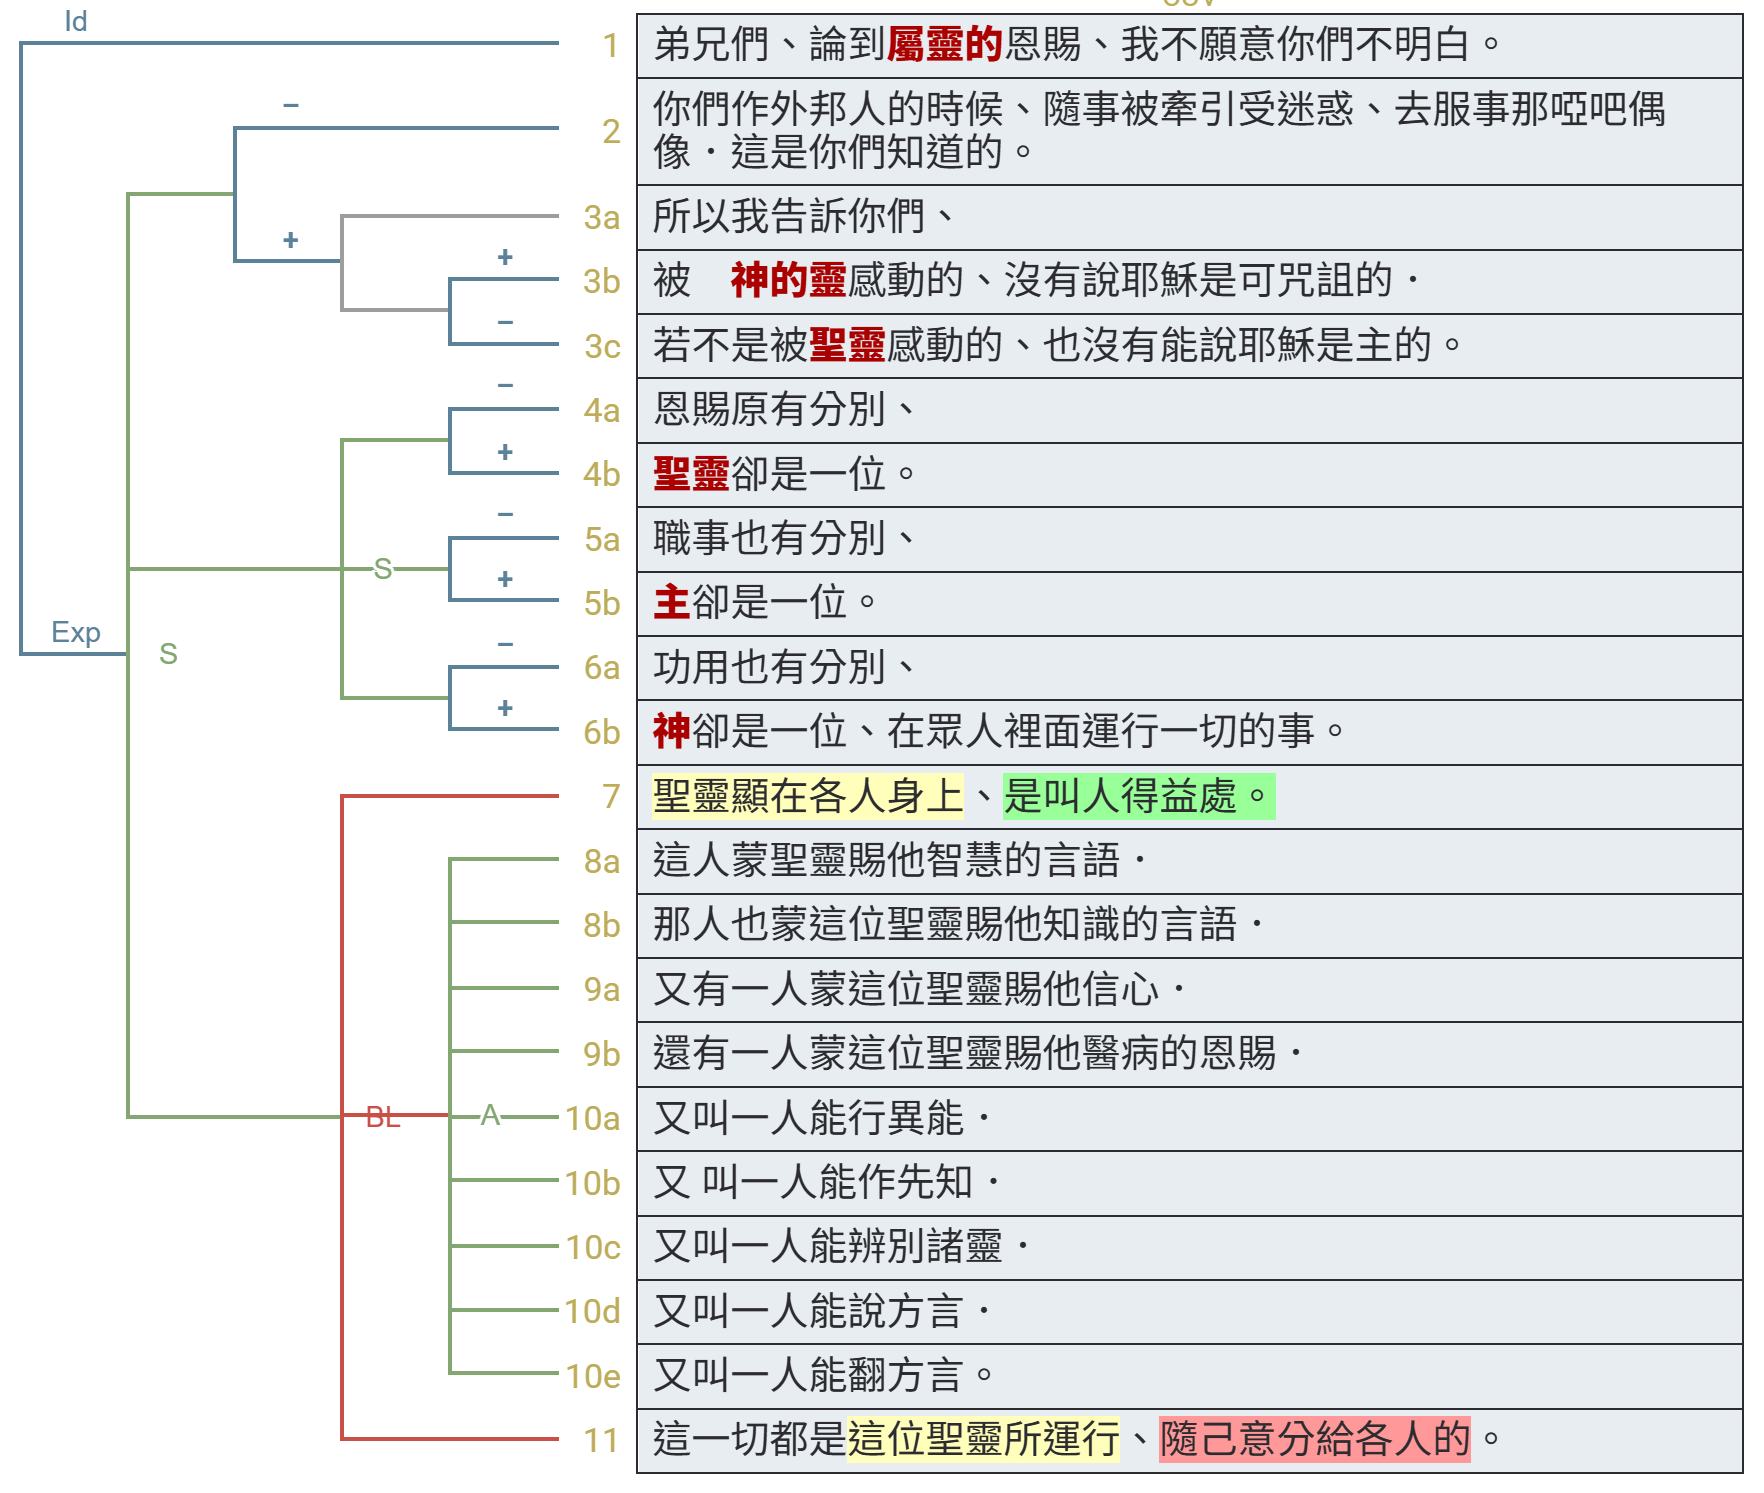 Id
1 弟兄們、論到屬靈的恩賜、我不願意你們不明白。
–
2 你們作外邦人的時候、隨事被牽引受迷惑、去服事那啞吧偶
像．這是你們知道的。
3a 所以我告訴你們、
+
+
3b 被　神的靈感動的、沒有說耶穌是可咒詛的．
–
3c 若不是被聖靈感動的、也沒有能說耶穌是主的。
–
4a 恩賜原有分別、
+
4b 聖靈卻是一位。
–
5a 職事也有分別、
S
+
5b 主卻是一位。
Exp
S
–
6a 功用也有分別、
+
6b 神卻是一位、在眾人裡面運行一切的事。
7 聖靈顯在各人身上、是叫人得益處。
8a 這人蒙聖靈賜他智慧的言語．
8b 那人也蒙這位聖靈賜他知識的言語．
9a 又有一人蒙這位聖靈賜他信心．
9b 還有一人蒙這位聖靈賜他醫病的恩賜．
BL
A
10a 又叫一人能行異能．
10b 又 叫一人能作先知．
10c 又叫一人能辨別諸靈．
10d 又叫一人能說方言．
10e 又叫一人能翻方言。
11 這一切都是這位聖靈所運行、隨己意分給各人的。